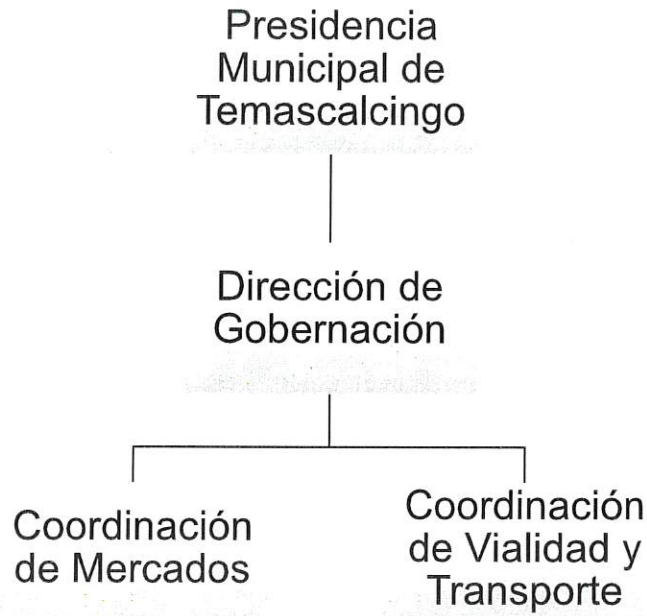 Presidencia
Municipal de
Temascalcingo
Dirección de
Gobernación
Coordinación
de Mercados
Coordinación
de Vialidad y
Transporte